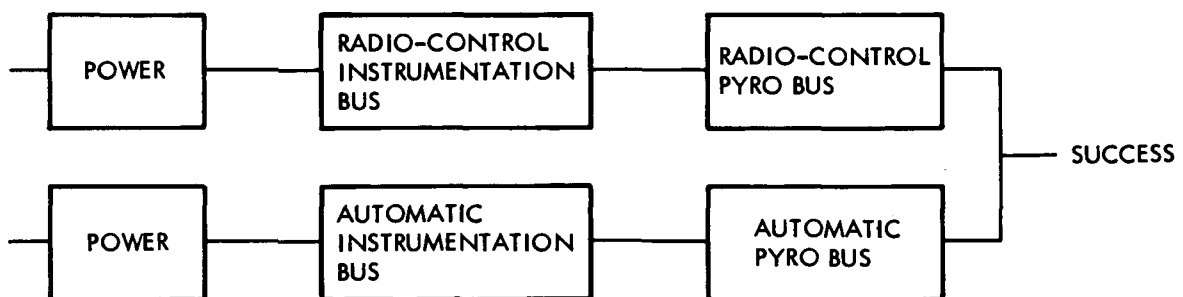 POWER
RADIO-CONTROL
INSTRUMENTATION
BUS
RADIO-CONTROL
PYRO BUS
SUCCESS
POWER
AUTOMATIC
INSTRUMENTATION
BUS
AUTOMATIC
PYRO BUS